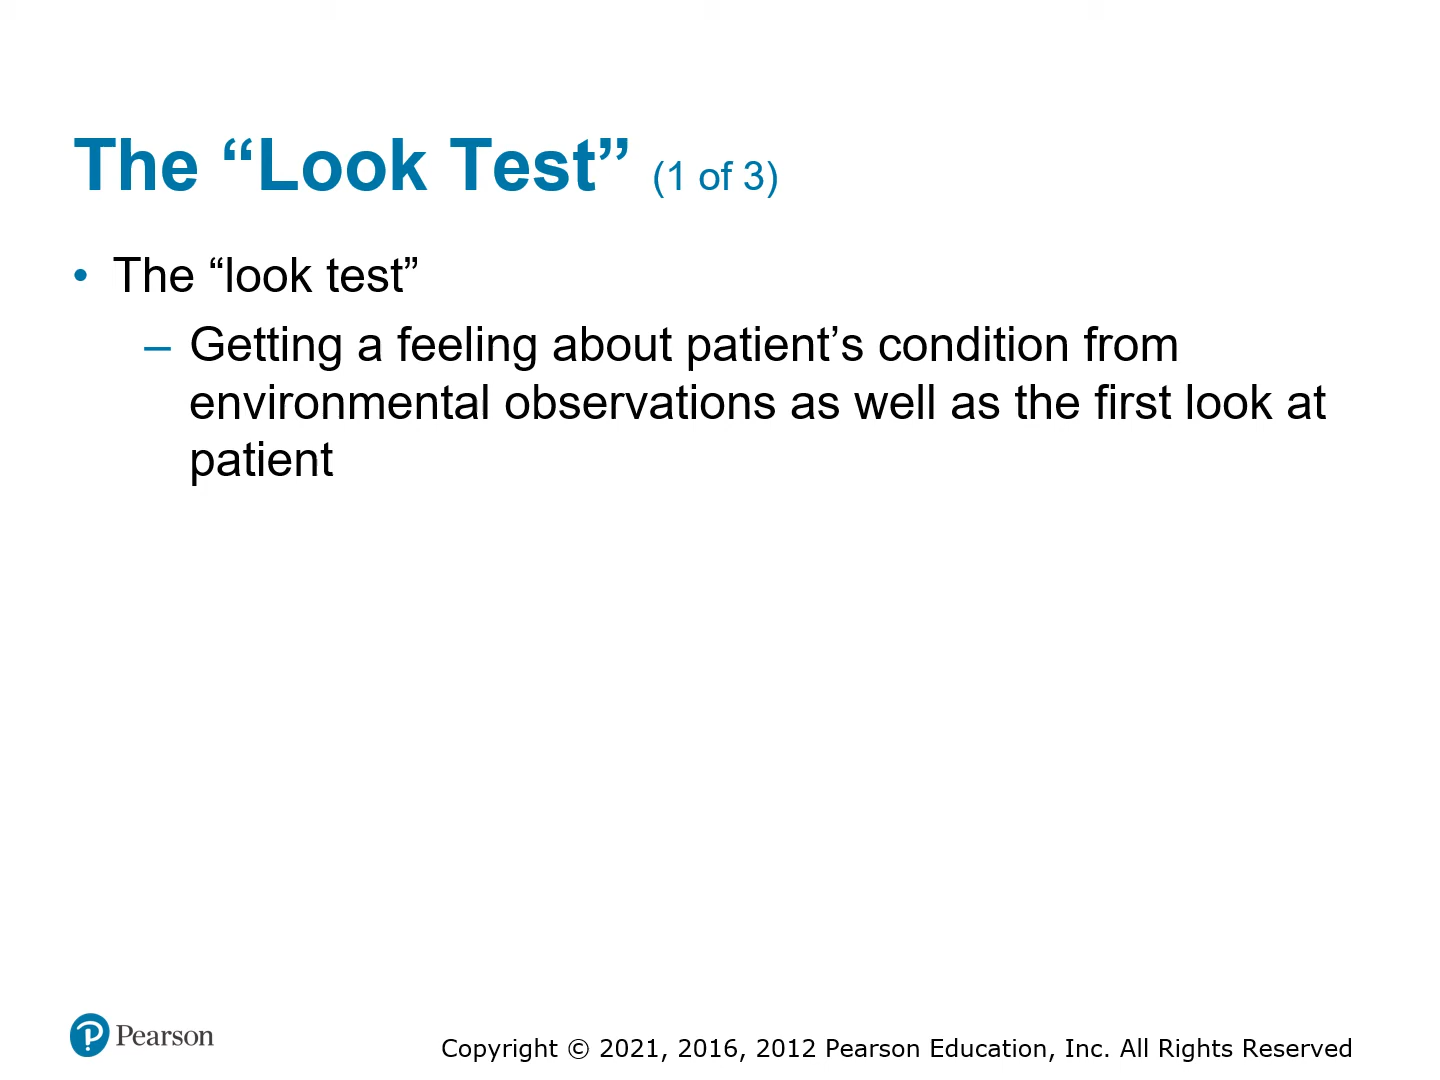 The “Look Test” (1 of 3)
• The “look test”
– Getting a feeling about patient’s condition from
environmental observations as well as the first look at
patient
Pearson
Copyright © 2021, 2016, 2012 Pearson Education, Inc. All Rights Reserved